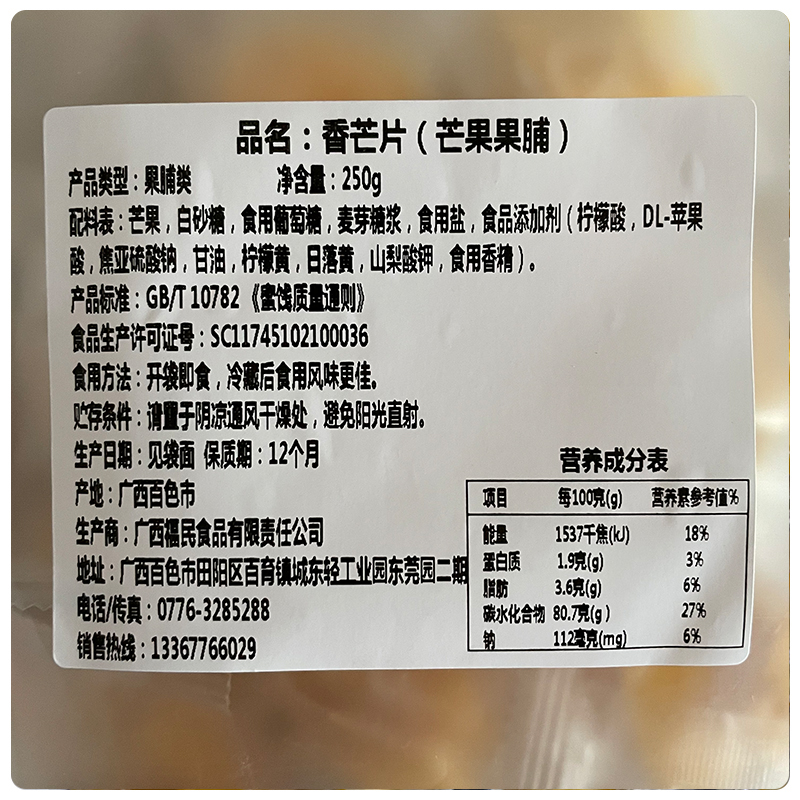 品名：香芒片（芒果果脯）
产品类型：果脯类 净含量：250g
配料表：芒果，白砂糖，食用葡萄糖，麦芽糖浆，食用盐，食品添加剂（柠檬酸，DL-苹果
酸，焦亚硫酸钠，甘油，柠檬黄，日落黄，山梨酸钾，食用香精）。
产品标准：GB/T 10782《蜜饯质量通则》
食品生产许可证号：SC11745102100036
食用方法：开袋即食，冷藏后食用风味更佳。
贮存条件：请置于阴凉通风干燥处，避免阳光直射。
生产日期：见袋面 保质期：12个月
产地：广西百色市
生产商：广西福民食品有限责任公司
地址：广西百色市田阳区百育镇城东轻工业园东莞园二期
电话/传真：0776-3285288
销售热线：13367766029
营养成分表
项目 每100克(g) 营养素参考值%
能量 1537千焦(kJ) 18%
蛋白质 1.9克(g) 3%
脂肪 3.6克(g) 6%
碳水化合物 80.7克(g) 27%
钠 112毫克(mg) 6%